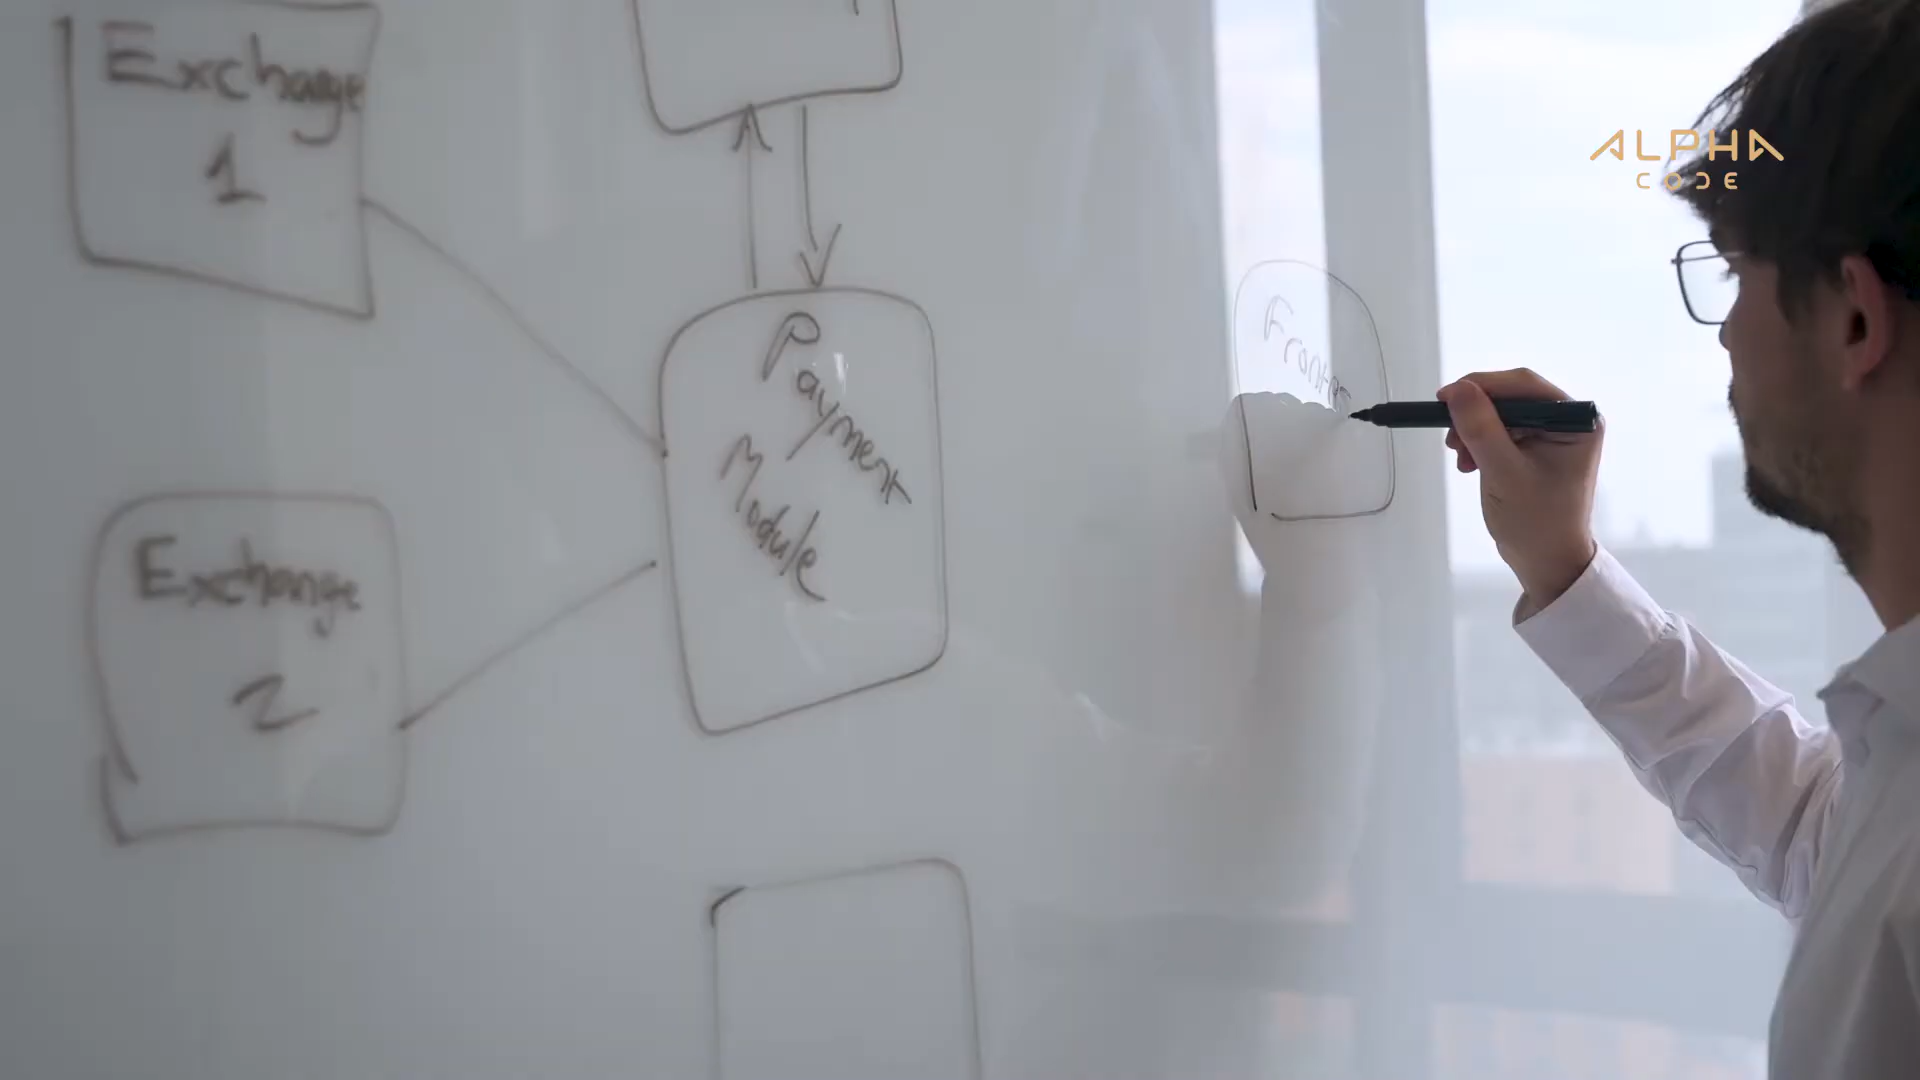 Exchange
1
Payment
Module
Exchange
2
ALPHA
CODE